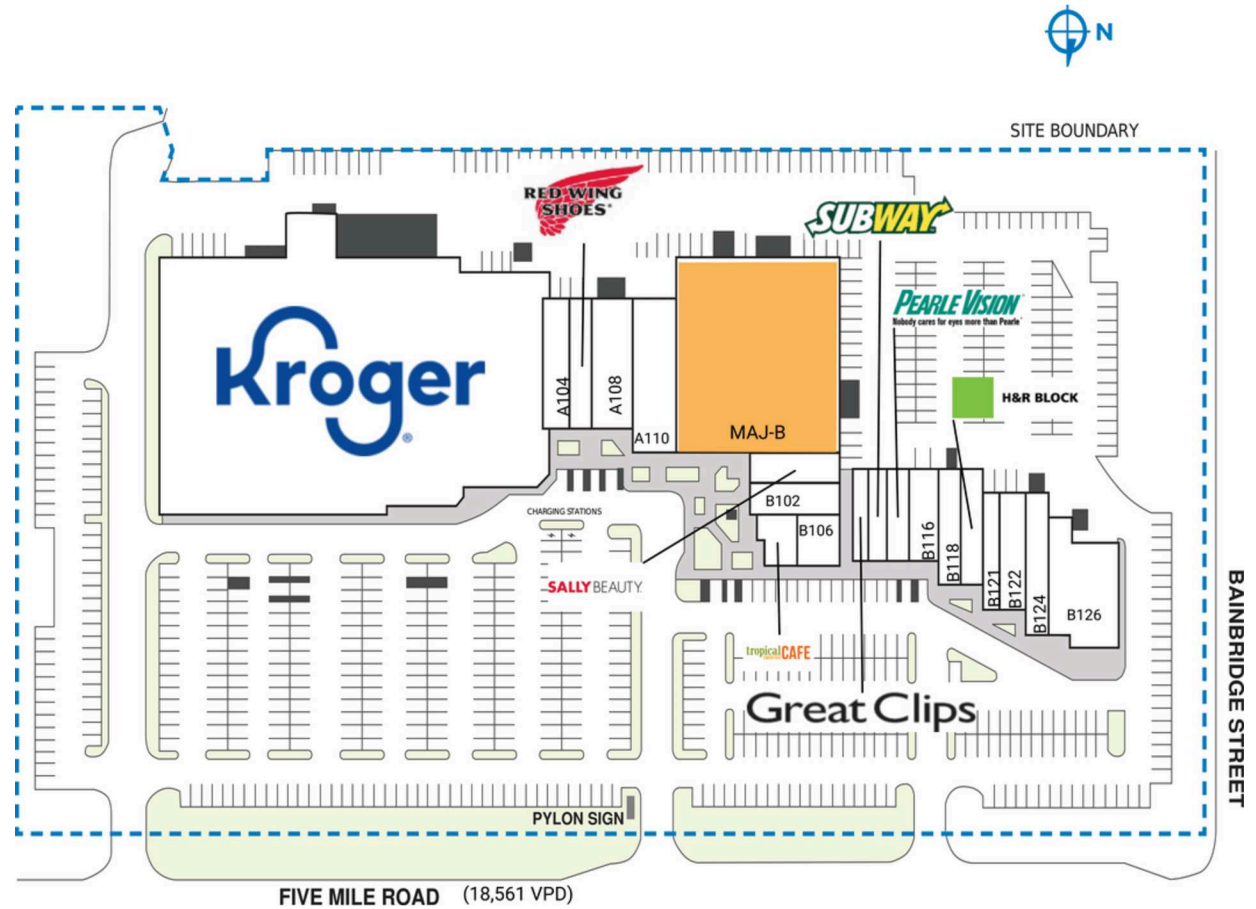 N
SITE BOUNDARY
RED WING
SHOES®
SUBWAY
PEARLE VISION
Nobody cares for eyes more than Pearle
Kroger®
A104
A108
A110
MAJ-B
H&R BLOCK
B102
B106
B116
B118
B121
B122
B124
B126
CHARGING STATIONS
SALLY BEAUTY
tropical
CAFE
Great Clips
PYLON SIGN
BAINBRIDGE STREET
FIVE MILE ROAD (18,561 VPD)